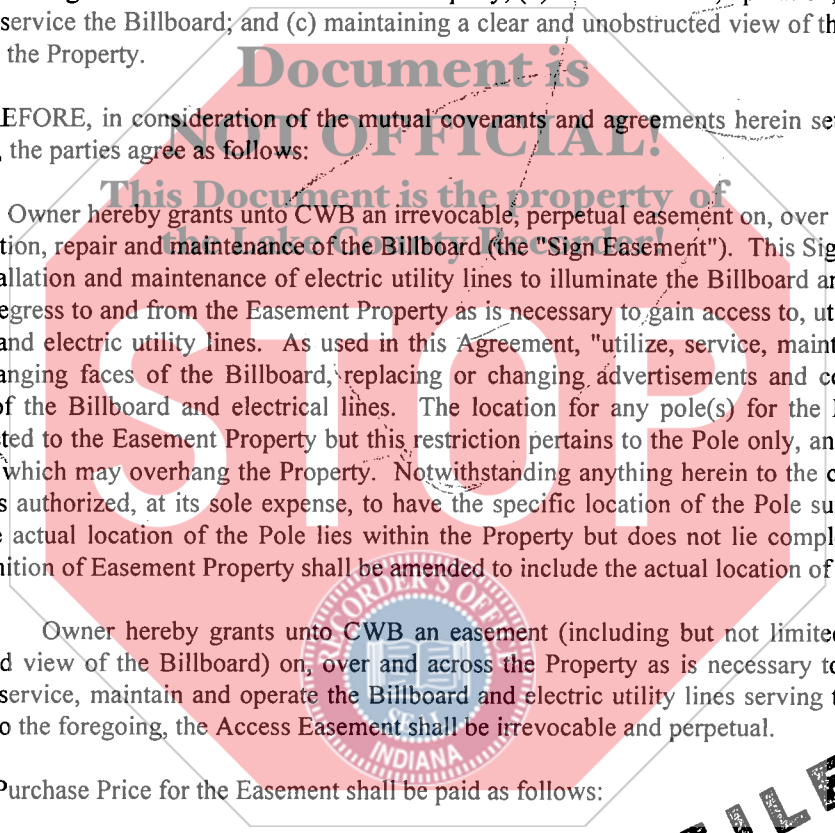 service the Billboard; and (c) maintaining a clear and unobstructed view of th
the Property.
Document is
EFORE, in consideration of the mutual covenants and agreements herein se
NOT OFFICIAL!
, the parties agree as follows:
This Document is the property of
Owner hereby grants unto CWB an irrevocable, perpetual easement on, over
the Lake County Recorder!
tion, repair and maintenance of the Billboard (the "Sign Easement"). This Sig
allation and maintenance of electric utility lines to illuminate the Billboard ar
egress to and from the Easement Property as is necessary to gain access to, ut
and electric utility lines. As used in this Agreement, "utilize, service, maint
anging faces of the Billboard, replacing or changing advertisements and co
of the Billboard and electrical lines. The location for any pole(s) for the
ted to the Easement Property but this restriction pertains to the Pole only, an
which may overhang the Property. Notwithstanding anything herein to the c
s authorized, at its sole expense, to have the specific location of the Pole su
e actual location of the Pole lies within the Property but does not lie compl
nition of Easement Property shall be amended to include the actual location of
STOP
RECORDER'S OFFICE
Owner hereby grants unto CWB an easement (including but not limite
d view of the Billboard) on, over and across the Property as is necessary to
service, maintain and operate the Billboard and electric utility lines serving t
o the foregoing, the Access Easement shall be irrevocable and perpetual.
INDIANA
Purchase Price for the Easement shall be paid as follows:
FILE